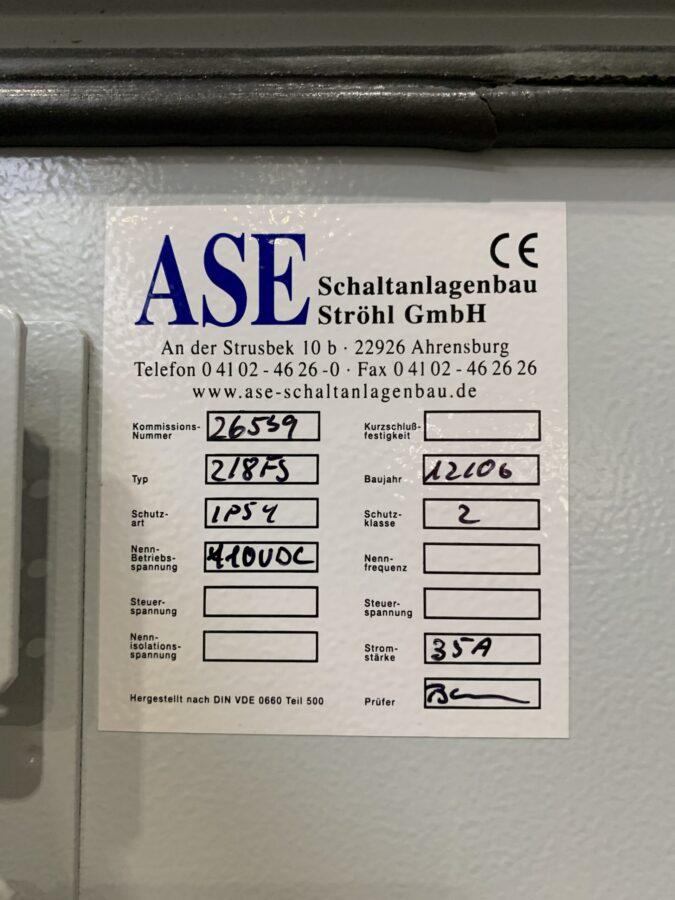 ASE
CE
Schaltanlagenbau
Ströhl GmbH
An der Strusbek 10 b · 22926 Ahrensburg
Telefon 0 41 02 - 46 26 -0 · Fax 0 41 02 - 46 26 26
www.ase-schaltanlagenbau.de
Kommissions-
Nummer
26539
Kurzschluß-
festigkeit
Typ
218FS
Baujahr
12106
Schutz-
art
IP54
Schutz-
klasse
2
Nenn-
Betriebs-
spannung
410VDC
Nenn-
frequenz
Steuer-
spannung
Steuer-
spannung
Nenn-
isolations-
spannung
Strom-
stärke
35A
Hergestellt nach DIN VDE 0660 Teil 500
Prüfer